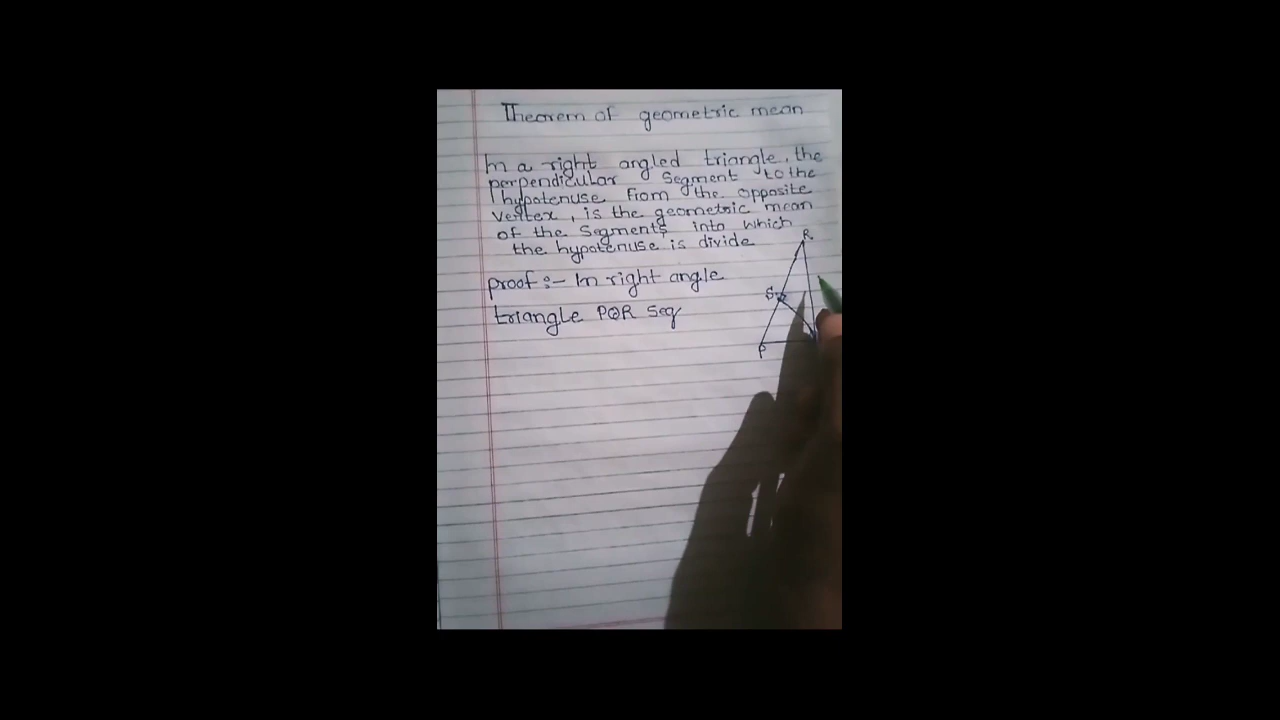 Theorem of geometric mean
In a right angled triangle, the
perpendicular segment to the
hypotenuse from the opposite
vertex, is the geometric mean
of the segments into which
the hypotenuse is divide
R
proof :- In right angle
S
triangle PQR seg
P